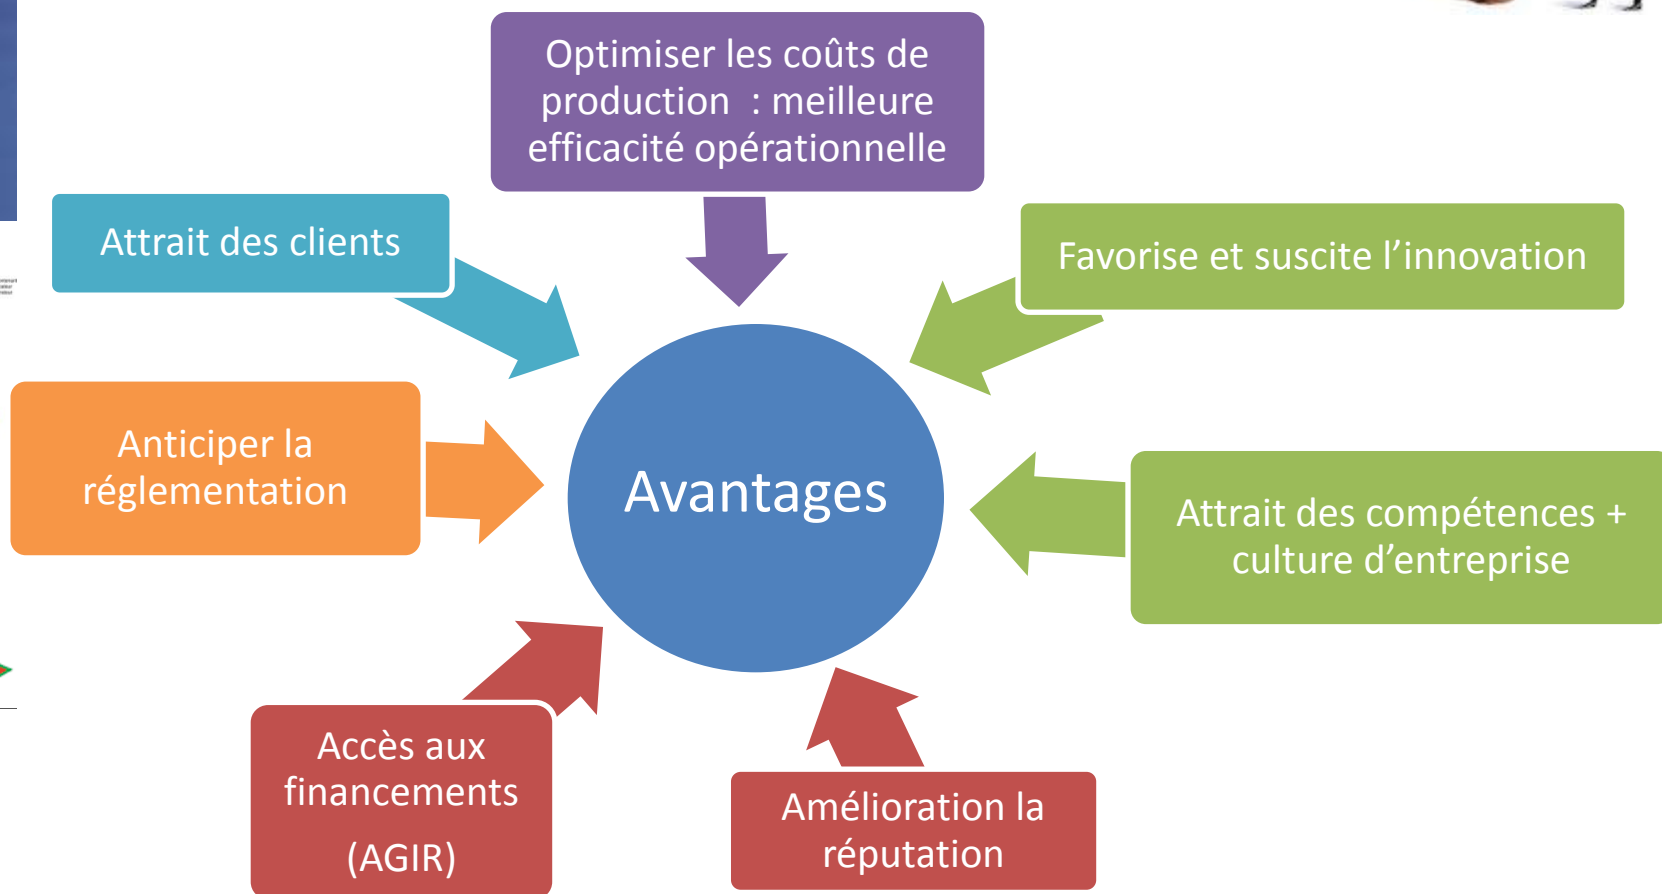 Optimiser les coûts de
production : meilleure
efficacité opérationnelle
Attrait des clients
Favorise et suscite l’innovation
Anticiper la
réglementation
Avantages
Attrait des compétences +
culture d’entreprise
Accès aux
financements
(AGIR)
Amélioration la
réputation